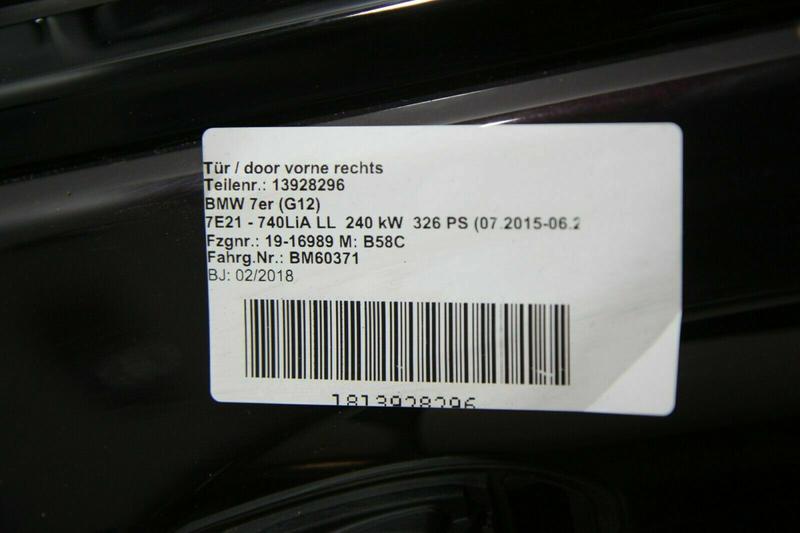 Tür / door vorne rechts
Teilenr.: 13928296
BMW 7er (G12)
7E21 - 740LiA LL 240 kW 326 PS (07.2015-06.2
Fzgnr.: 19-16989 M: B58C
Fahrg.Nr.: BM60371
BJ: 02/2018
1813928296